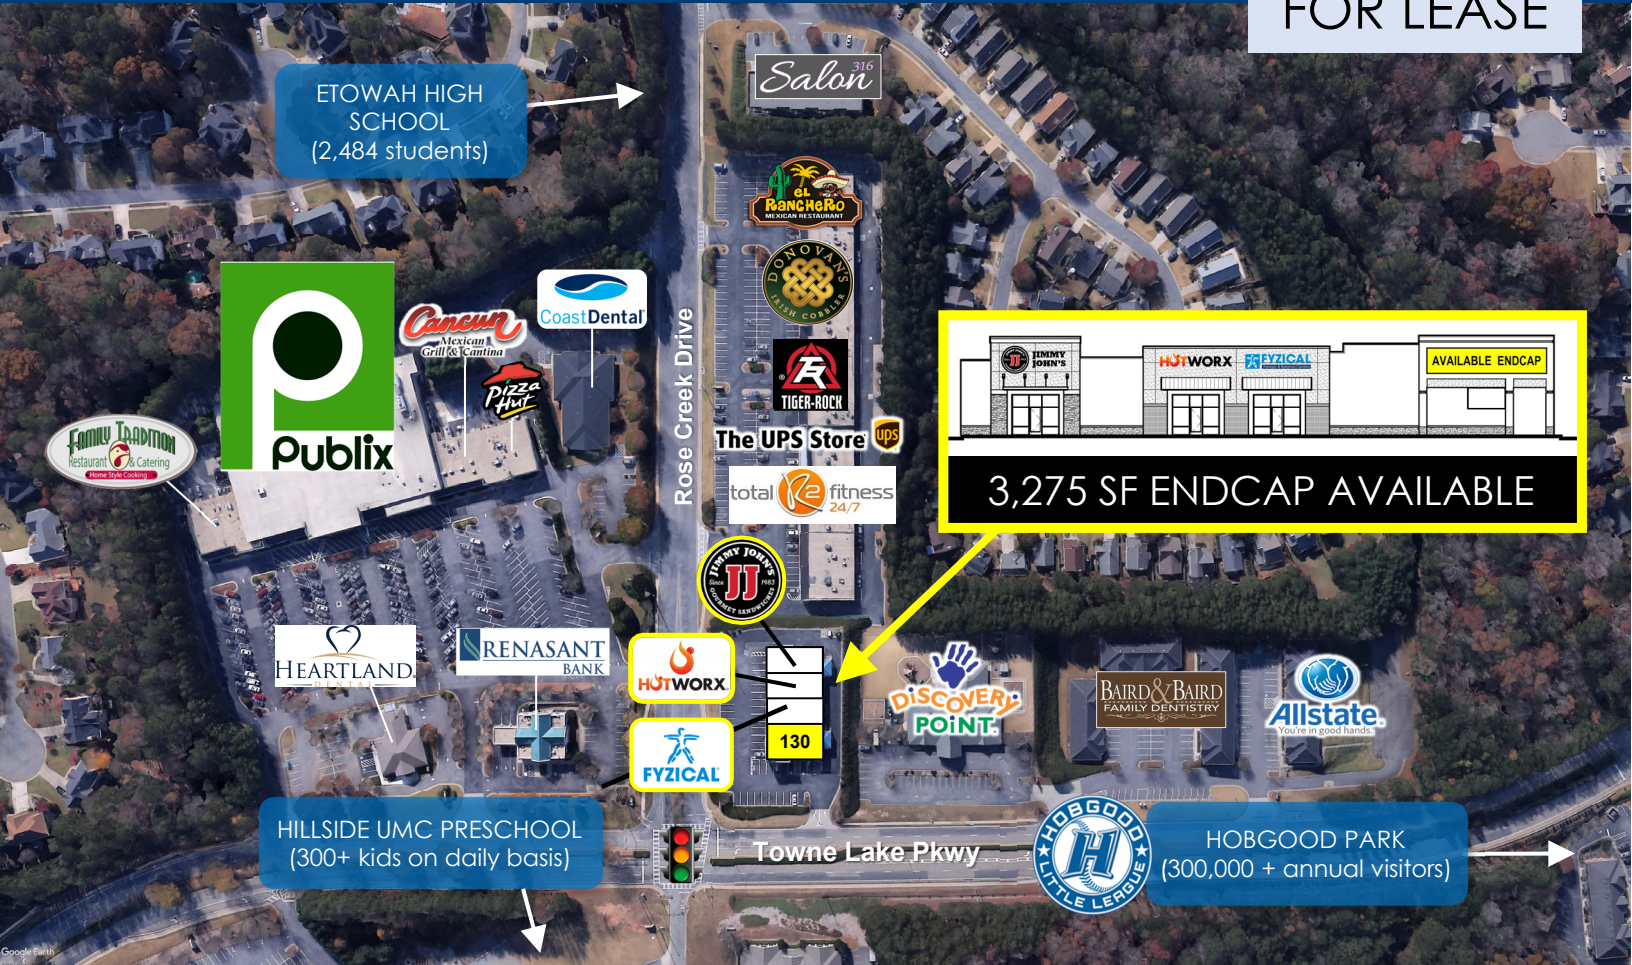 FOR LEASE
316
Salon
ETOWAH HIGH
SCHOOL
(2,484 students)
EL
RANCHERO
MEXICAN RESTAURANT
DONOVAN'S
IRISH COBBLER
CoastDental
Cancun
Mexican
Grill & Cantina
Pizza
Hut
Publix
FAMILY TRADITION
Restaurant & Catering
Home Style Cooking
Rose Creek Drive
TR
®
TIGER-ROCK
The UPS Store ups
total R2 fitness
24/7
JJ JIMMY
JOHN'S
HOTWORX
FYZICAL
AVAILABLE ENDCAP
3,275 SF ENDCAP AVAILABLE
JIMMY JOHN'S
Since JJ 1983
GOURMET SANDWICHES
HEARTLAND
DENTAL
RENASANT
BANK
HOTWORX
FYZICAL
130
DISCOVERY
POINT
BAIRD & BAIRD
FAMILY DENTISTRY
Allstate
You're in good hands.
HILLSIDE UMC PRESCHOOL
(300+ kids on daily basis)
Towne Lake Pkwy
HOBGOOD
H
LITTLE LEAGUE
HOBGOOD PARK
(300,000 + annual visitors)
Google Earth